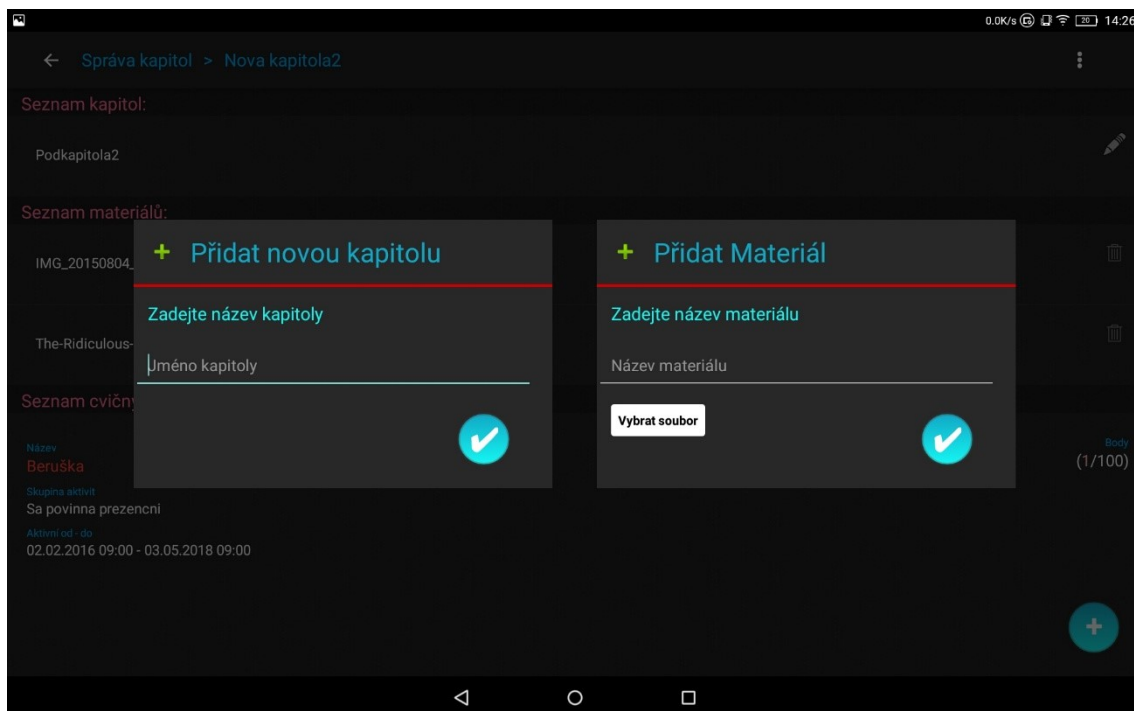 0.0K/s 20 14:26
Správa kapitol > Nova kapitola2
Seznam kapitol:
Podkapitola2
Seznam materiálů:
IMG_20150804_
The-Ridiculous-
Seznam cvičný
Název
Beruška
Skupina aktivit
Sa povinna prezencni
Aktivní od - do
02.02.2016 09:00 - 03.05.2018 09:00
Body
(1/100)
+ Přidat novou kapitolu
Zadejte název kapitoly
Jméno kapitoly
+ Přidat Materiál
Zadejte název materiálu
Název materiálu
Vybrat soubor